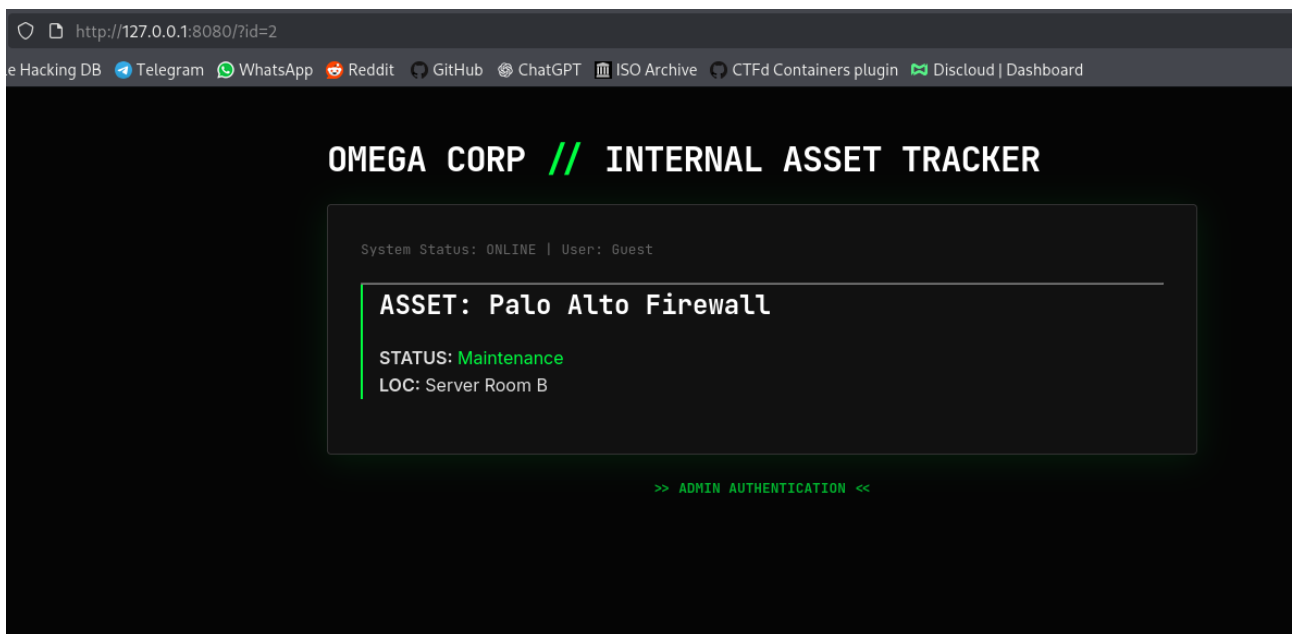 http://127.0.0.1:8080/?id=2
le Hacking DB Telegram WhatsApp Reddit GitHub ChatGPT ISO Archive CTFd Containers plugin Discloud | Dashboard
OMEGA CORP // INTERNAL ASSET TRACKER
System Status: ONLINE | User: Guest
ASSET: Palo Alto Firewall
STATUS: Maintenance
LOC: Server Room B
>> ADMIN AUTHENTICATION <<